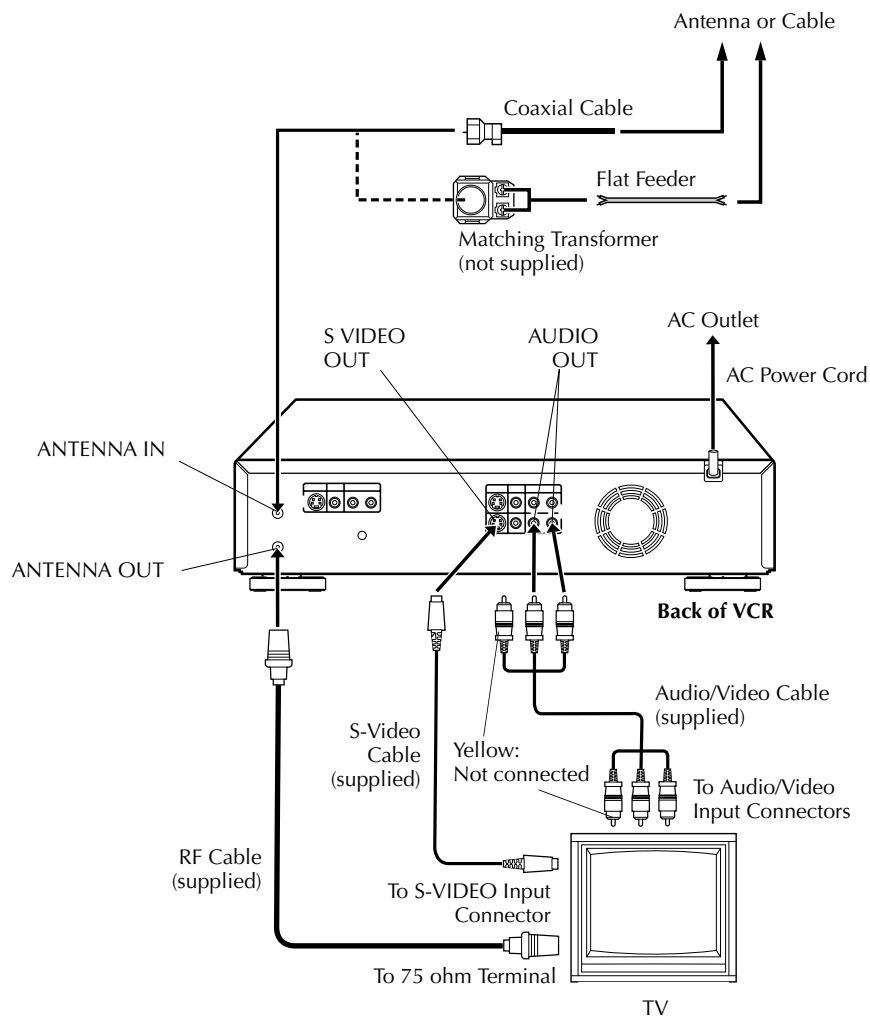 Antenna or Cable
Coaxial Cable
Flat Feeder
Matching Transformer
(not supplied)
S VIDEO
OUT
AUDIO
OUT
AC Outlet
AC Power Cord
ANTENNA IN
ANTENNA OUT
Back of VCR
Audio/Video Cable
(supplied)
S-Video
Cable
(supplied)
Yellow:
Not connected
To Audio/Video
Input Connectors
RF Cable
(supplied)
To S-VIDEO Input
Connector
To 75 ohm Terminal
TV